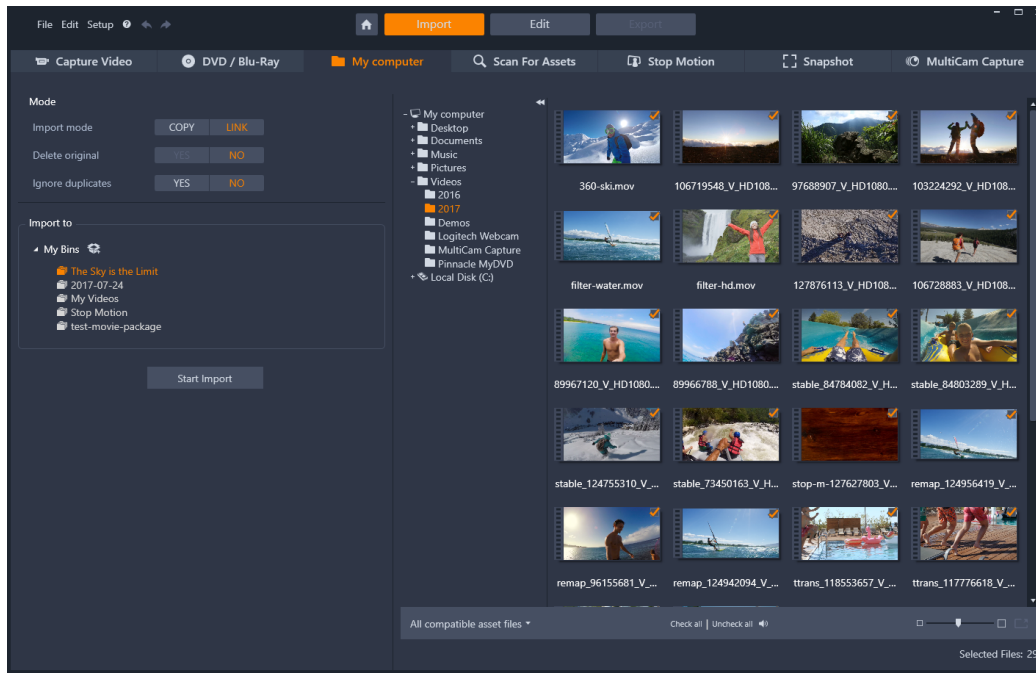 File Edit Setup ?
Import Edit Export
Capture Video DVD / Blu-Ray My computer Scan For Assets Stop Motion Snapshot MultiCam Capture
Mode
Import mode COPY LINK
Delete original YES NO
Ignore duplicates YES NO
Import to
My Bins
The Sky is the Limit
2017-07-24
My Videos
Stop Motion
test-movie-package
Start Import
My computer
Desktop
Documents
Music
Pictures
Videos
2016
2017
Demos
Logitech Webcam
MultiCam Capture
Pinnacle MyDVD
Local Disk (C:)
360-ski.mov 106719548_V_HD108... 97688907_V_HD1080.... 103224292_V_HD108...
filter-water.mov filter-hd.mov 127876113_V_HD108... 106728883_V_HD108...
89967120_V_HD1080.... 89966788_V_HD1080.... stable_84784082_V_H... stable_84803289_V_H...
stable_124755310_V_... stable_73450163_V_H... stop-m-127627803_V_... remap_124956419_V_...
remap_96155681_V_... remap_124942094_V_... ttrans_118553657_V_... ttrans_117776618_V_...
All compatible asset files Check all | Uncheck all
Selected Files: 29